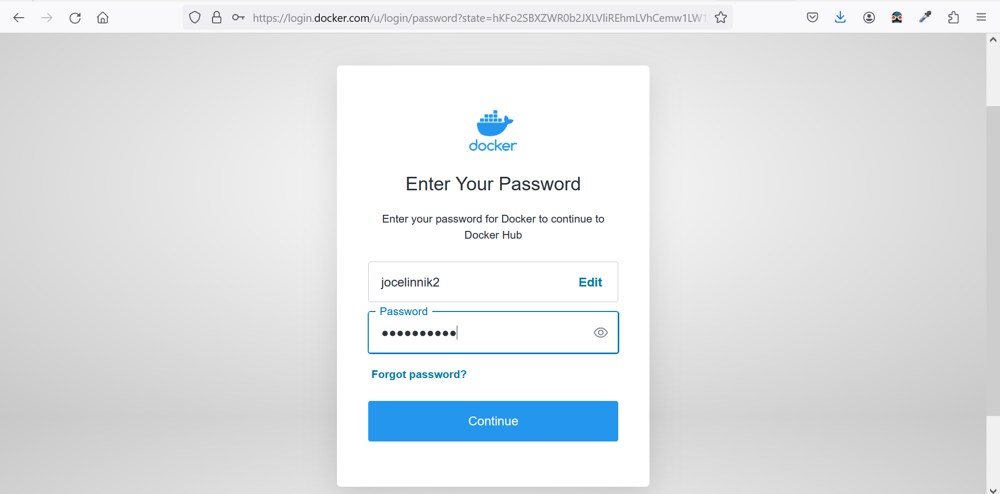 https://login.docker.com/u/login/password?state=hKFo2SBXZWR0b2JXLVliREhmLVhCemw1LW1
docker
Enter Your Password
Enter your password for Docker to continue to
Docker Hub
jocelinnik2
Edit
Password
Forgot password?
Continue